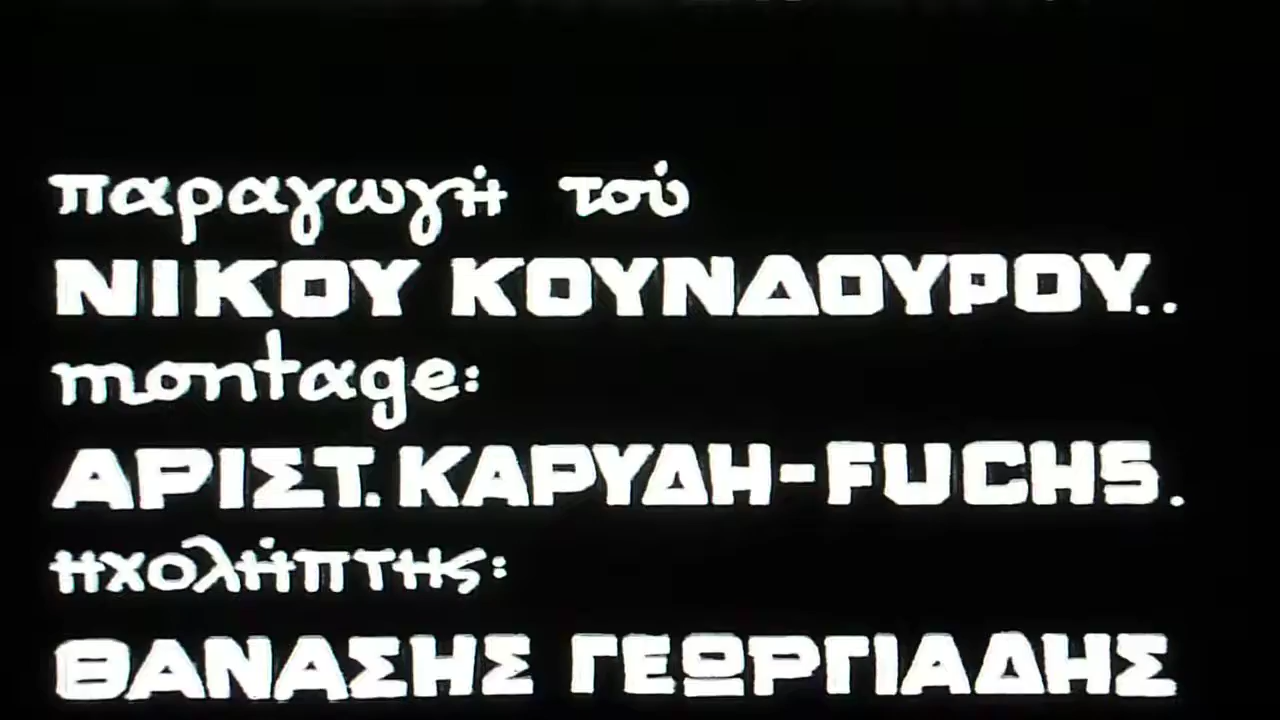 παραγωγή τού
ΝΙΚΟΥ ΚΟΥΝΔΟΥΡΟΥ..
montage:
ΑΡΙΣΤ. ΚΑΡΥΔΗ-FUCHS.
ηχολήπτης:
ΘΑΝΑΣΗΣ ΓΕΩΡΓΙΑΔΗΣ